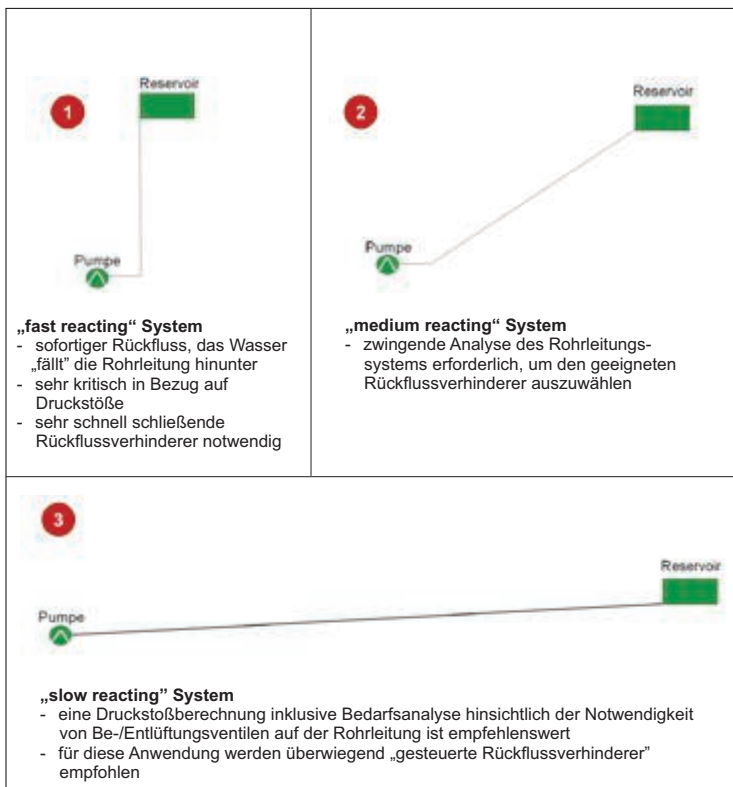 1
Reservoir
Pumpe
„fast reacting“ System
- sofortiger Rückfluss, das Wasser
„fällt” die Rohrleitung hinunter
- sehr kritisch in Bezug auf
Druckstöße
- sehr schnell schließende
Rückflussverhinderer notwendig
2
Reservoir
Pumpe
„medium reacting“ System
- zwingende Analyse des Rohrleitungs-
systems erforderlich, um den geeigneten
Rückflussverhinderer auszuwählen
3
Reservoir
Pumpe
„slow reacting” System
- eine Druckstoßberechnung inklusive Bedarfsanalyse hinsichtlich der Notwendigkeit
von Be-/Entlüftungsventilen auf der Rohrleitung ist empfehlenswert
- für diese Anwendung werden überwiegend „gesteuerte Rückflussverhinderer”
empfohlen